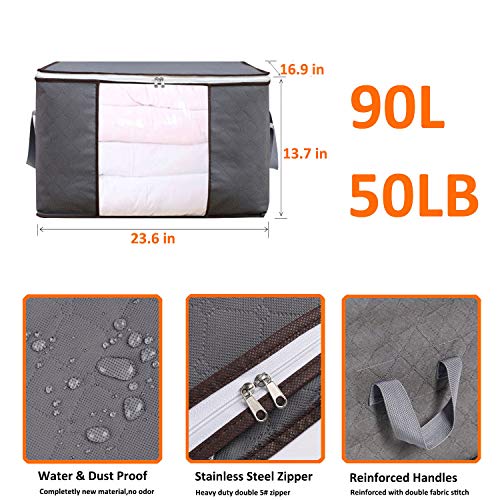 16.9 in
90L
13.7 in
50LB
23.6 in
Water & Dust Proof
Completetly new material,no odor
Stainless Steel Zipper
Heavy duty double 5# zipper
Reinforced Handles
Reinforced with double fabric stitch